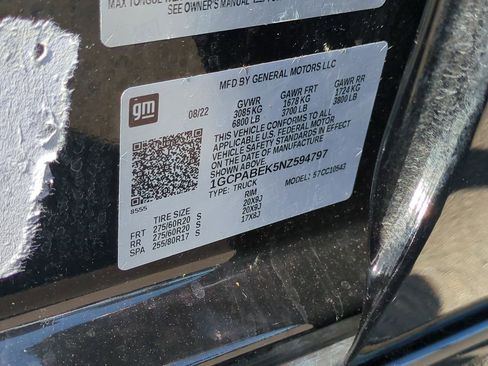 MAX TONGUE
SEE OWNER'S MANUAL
MFD BY GENERAL MOTORS LLC
gm
08/22
GVWR GAWR FRT GAWR RR
3085 KG 1678 KG 1724 KG
6800 LB 3700 LB 3800 LB
THIS VEHICLE CONFORMS TO ALL
APPLICABLE U.S. FEDERAL MOTOR
VEHICLE SAFETY STANDARDS IN EFFECT
ON THE DATE OF MANUFACTURE
SHOWN ABOVE.
1GCPABEK5NZ594797
TYPE: TRUCK MODEL: 57CC10543
8555
TIRE SIZE RIM
FRT 275/60R20 S 20X9J
RR 275/60R20 S 20X9J
SPA 255/80R17 S 17X8J